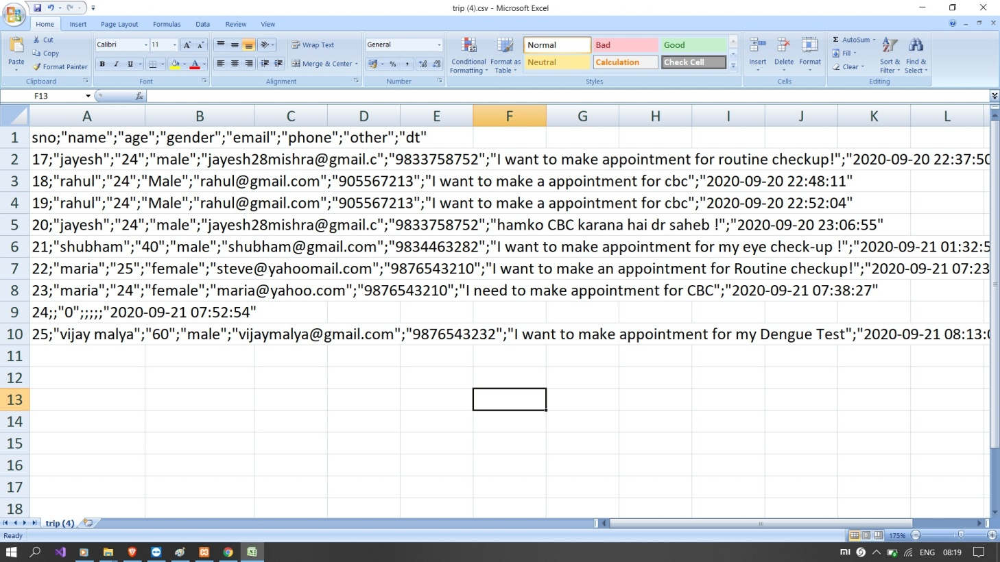 trip (4).csv - Microsoft Excel
Home Insert Page Layout Formulas Data Review View
Paste
Cut
Copy
Format Painter
Clipboard
Calibri 11
B I U
Font
Wrap Text
Merge & Center
Alignment
General
% ,
Number
Conditional Formatting
Format as Table
Normal Bad Good
Neutral Calculation Check Cell
Styles
Insert Delete Format
Cells
AutoSum
Fill
Clear
Sort & Filter
Find & Select
Editing
F13 fx
A B C D E F G H I J K L
1 sno;"name";"age";"gender";"email";"phone";"other";"dt"
2 17;"jayesh";"24";"male";"jayesh28mishra@gmail.c";"9833758752";"I want to make appointment for routine checkup!";"2020-09-20 22:37:50
3 18;"rahul";"24";"Male";"rahul@gmail.com";"905567213";"I want to make a appointment for cbc";"2020-09-20 22:48:11"
4 19;"rahul";"24";"Male";"rahul@gmail.com";"905567213";"I want to make a appointment for cbc";"2020-09-20 22:52:04"
5 20;"jayesh";"24";"male";"jayesh28mishra@gmail.c";"9833758752";"hamko CBC karana hai dr saheb !";"2020-09-20 23:06:55"
6 21;"shubham";"40";"male";"shubham@gmail.com";"9834463282";"I want to make appointment for my eye check-up !";"2020-09-21 01:32:5
7 22;"maria";"25";"female";"steve@yahoomail.com";"9876543210";"I want to make an appointment for Routine checkup!";"2020-09-21 07:23
8 23;"maria";"24";"female";"maria@yahoo.com";"9876543210";"I need to make appointment for CBC";"2020-09-21 07:38:27"
9 24;;"0";;;;;"2020-09-21 07:52:54"
10 25;"vijay malya";"60";"male";"vijaymalya@gmail.com";"9876543232";"I want to make appointment for my Dengue Test";"2020-09-21 08:13:0
11
12
13
14
15
16
17
18
trip (4)
Ready 175%
mi ENG 08:19